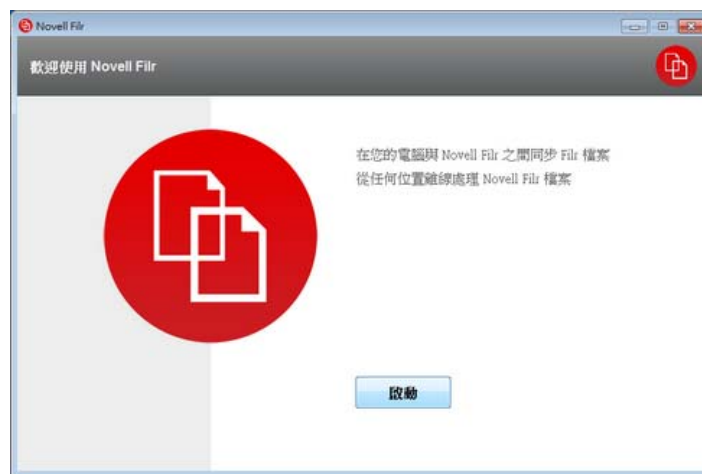 Novell Filr
歡迎使用 Novell Filr
在您的電腦與 Novell Filr 之間同步 Filr 檔案
從任何位置離線處理 Novell Filr 檔案
啟動